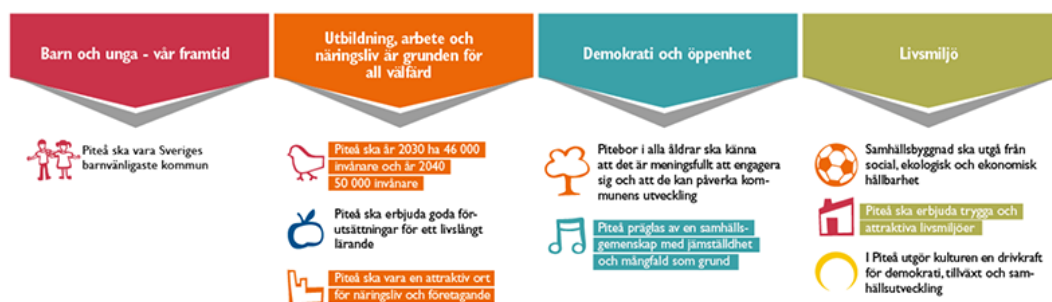 Barn och unga - vår framtid
Piteå ska vara Sveriges
barnvänligaste kommun
Utbildning, arbete och
näringsliv är grunden för
all välfärd
Piteå ska år 2030 ha 46 000
invånare och år 2040
50 000 invånare
Piteå ska erbjuda goda för-
utsättningar för ett livslångt
lärande
Piteå ska vara en attraktiv ort
för näringsliv och företagande
Demokrati och öppenhet
Pitebor i alla åldrar ska känna
att det är meningsfullt att engagera
sig och att de kan påverka kom-
munens utveckling
Piteå präglas av en samhälls-
gemenskap med jämställdhet
och mångfald som grund
Livsmiljö
Samhällsbyggnad ska utgå från
social, ekologisk och ekonomisk
hållbarhet
Piteå ska erbjuda trygga och
attraktiva livsmiljöer
I Piteå utgör kulturen en drivkraft
för demokrati, tillväxt och sam-
hällsutveckling